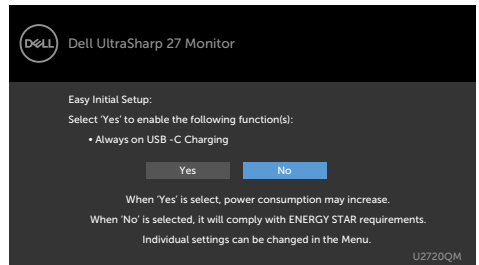 DELL
Dell UltraSharp 27 Monitor
Easy Initial Setup:
Select 'Yes' to enable the following function(s):
• Always on USB -C Charging
Yes
No
When 'Yes' is select, power consumption may increase.
When 'No' is selected, it will comply with ENERGY STAR requirements.
Individual settings can be changed in the Menu.
U2720QM